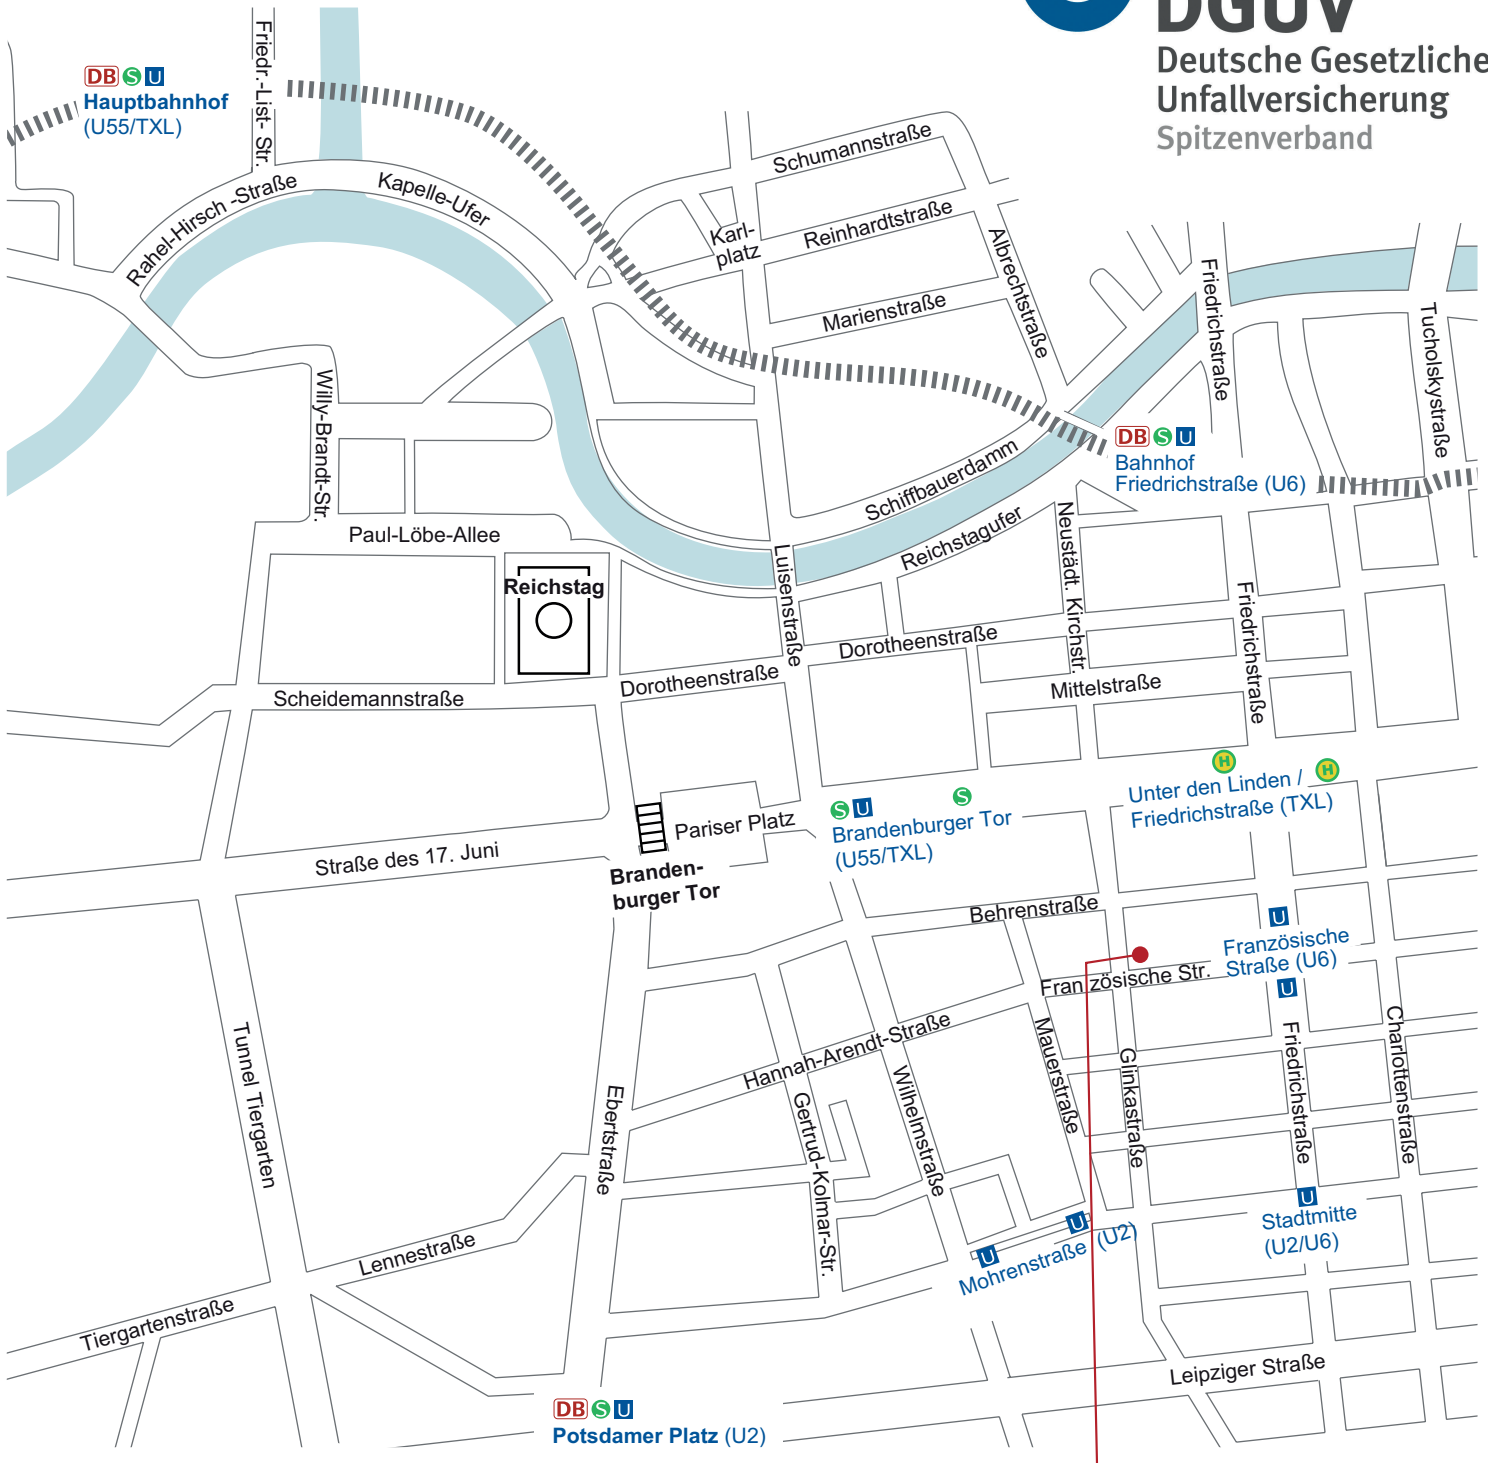 DGUV
Deutsche Gesetzliche
Unfallversicherung
Spitzenverband
Friedr.-List- Str.
DB S U
Hauptbahnhof
(U55/TXL)
Rahel-Hirsch -Straße
Kapelle-Ufer
Schumannstraße
Karl-
platz
Reinhardtstraße
Marienstraße
Albrechtstraße
Friedrichstraße
Tucholskystraße
Willy-Brandt-Str.
DB S U
Bahnhof
Friedrichstraße (U6)
Schiffbauerdamm
Reichstagufer
Neustädt. Kirchstr.
Paul-Löbe-Allee
Reichstag
Luisenstraße
Friedrichstraße
Dorotheenstraße
Dorotheenstraße
Mittelstraße
Scheidemannstraße
H
H
Unter den Linden /
Friedrichstraße (TXL)
S U
S
Brandenburger Tor
(U55/TXL)
Pariser Platz
Straße des 17. Juni
Branden-
burger Tor
Behrenstraße
U
Französische
Straße (U6)
U
Französische Str.
Tunnel Tiergarten
Hannah-Arendt-Straße
Mauerstraße
Glinkastraße
Friedrichstraße
Charlottenstraße
Ebertstraße
Gertrud-Kolmar-Str.
Wilhelmstraße
U
Stadtmitte
(U2/U6)
U
U
Mohrenstraße (U2)
Lennestraße
Tiergartenstraße
Leipziger Straße
DB S U
Potsdamer Platz (U2)